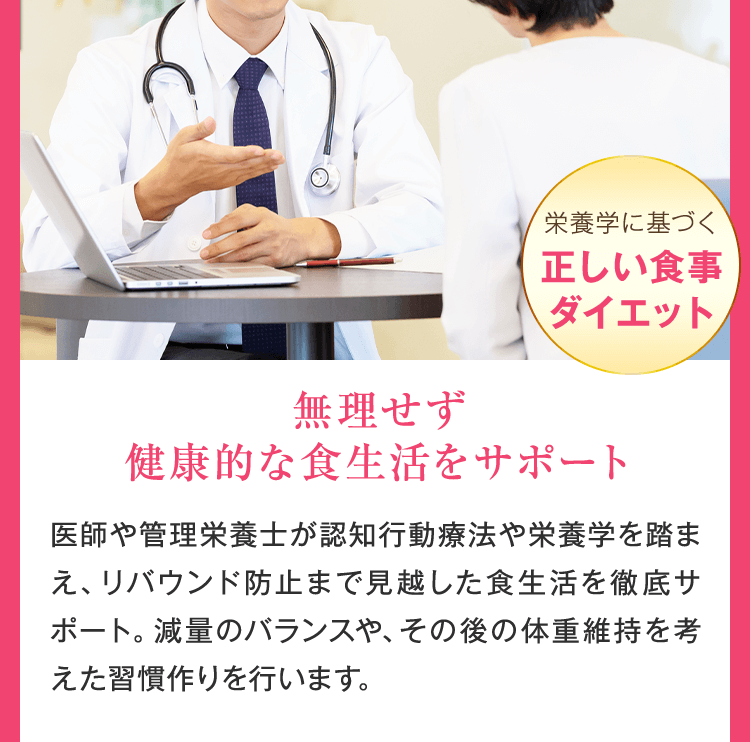 栄養学に基づく
正しい食事
ダイエット
無理せず
健康的な食生活をサポート
医師や管理栄養士が認知行動療法や栄養学を踏ま
え、リバウンド防止まで見越した食生活を徹底サ
ポート。減量のバランスや、その後の体重維持を考
えた習慣作りを行います。